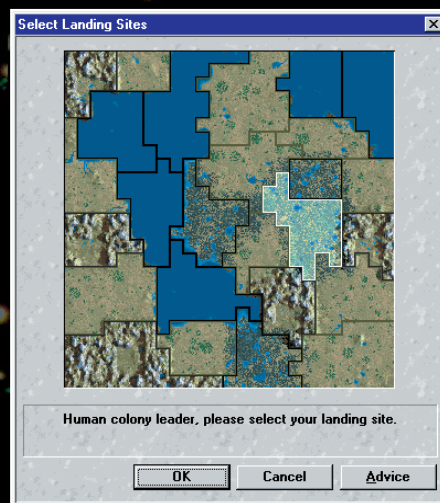 Select Landing Sites
Human colony leader, please select your landing site.
OK
Cancel
Advice